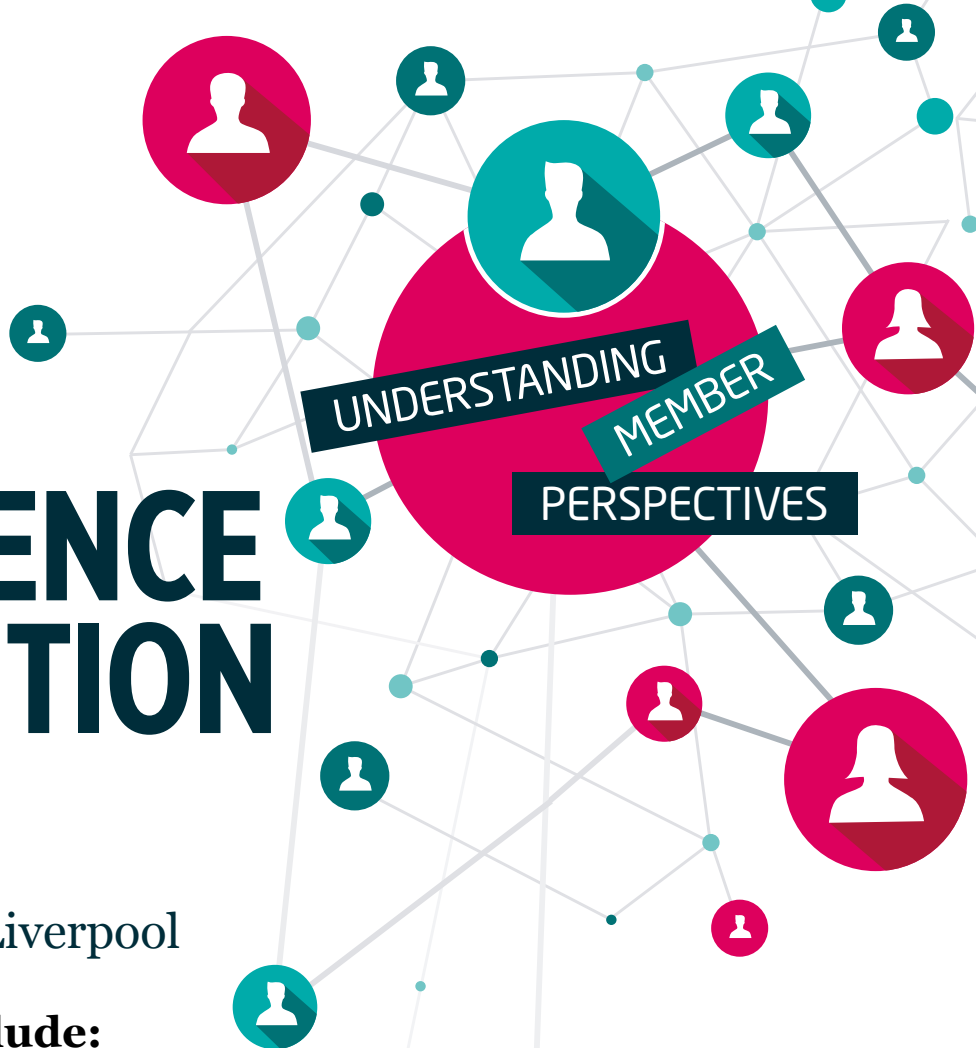 UNDERSTANDING
MEMBER
PERSPECTIVES
ENCE
TION
Liverpool
lude: